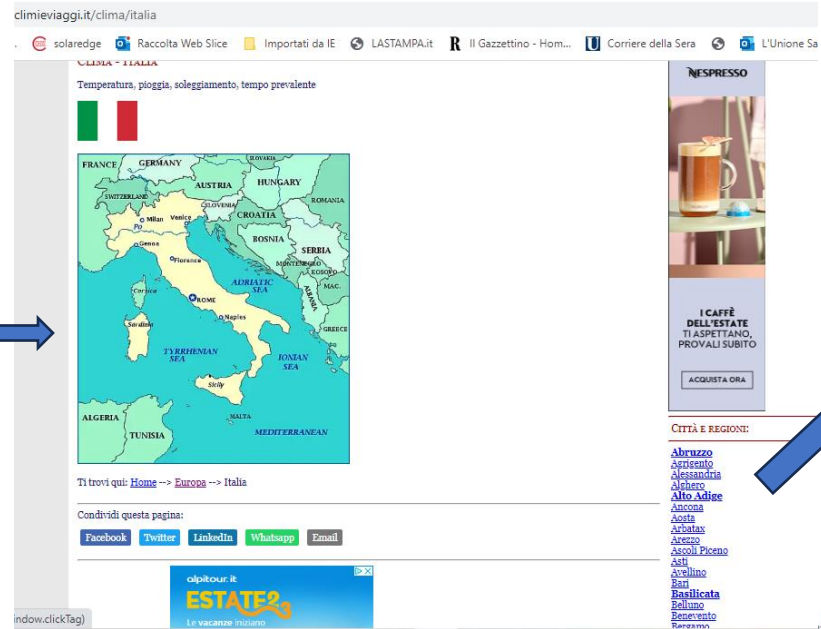 climieviaggi.it/clima/italia
solaredge Raccolta Web Slice Importati da IE LASTAMPA.it Il Gazzettino - Hom... Corriere della Sera L'Unione Sa
CLIMA - ITALIA
Temperatura, pioggia, soleggiamento, tempo prevalente
FRANCE
GERMANY
SLOVAKIA
AUSTRIA
HUNGARY
SWITZERLAND
SLOVENIA
ROMANIA
Milan
Venice
CROATIA
Po
BOSNIA
Genoa
SERBIA
Florence
MONTENEGRO
KOSOVO
ADRIATIC
SEA
MAC.
Corsica
ROME
ALBANIA
Naples
Sardinia
GREECE
TYRRHENIAN
SEA
IONIAN
SEA
Sicily
ALGERIA
TUNISIA
MALTA
MEDITERRANEAN
Ti trovi qui: Home --> Europa --> Italia
Condividi questa pagina:
Facebook Twitter LinkedIn Whatsapp Email
alpitour.it
ESTATE
Le vacanze iniziano
ndow.clickTag)
NESPRESSO
I CAFFÈ
DELL'ESTATE
TI ASPETTANO,
PROVALI SUBITO
ACQUISTA ORA
CITTÀ E REGIONI:
Abruzzo
Agrigento
Alessandria
Alghero
Alto Adige
Ancona
Aosta
Arbatax
Arezzo
Ascoli Piceno
Asti
Avellino
Bari
Basilicata
Belluno
Benevento
Bergamo